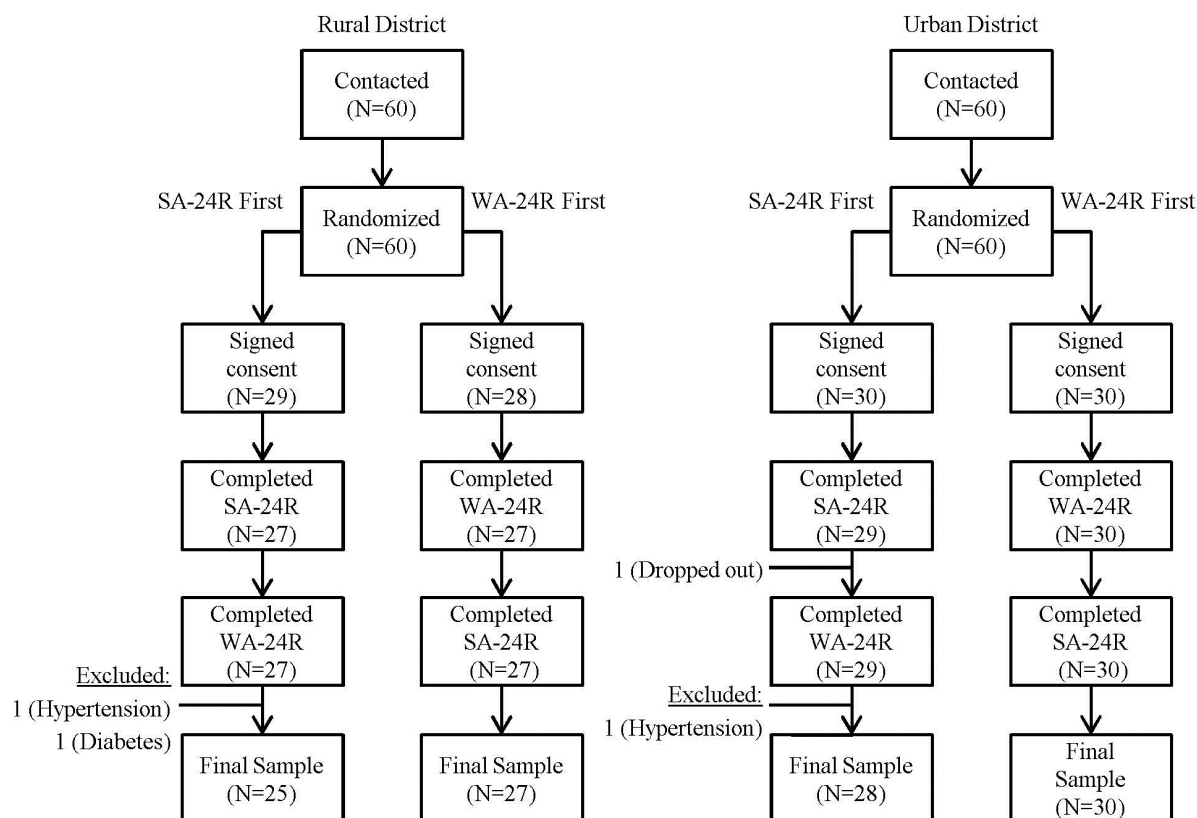 Rural District
Contacted
(N=60)
SA-24R First
WA-24R First
Randomized
(N=60)
Signed
consent
(N=29)
Signed
consent
(N=28)
Completed
SA-24R
(N=27)
Completed
WA-24R
(N=27)
Completed
WA-24R
(N=27)
Completed
SA-24R
(N=27)
Excluded:
1 (Hypertension)
1 (Diabetes)
Final Sample
(N=25)
Final Sample
(N=27)
Urban District
Contacted
(N=60)
SA-24R First
WA-24R First
Randomized
(N=60)
Signed
consent
(N=30)
Signed
consent
(N=30)
Completed
SA-24R
(N=29)
Completed
WA-24R
(N=30)
1 (Dropped out)
Completed
WA-24R
(N=29)
Completed
SA-24R
(N=30)
Excluded:
1 (Hypertension)
Final Sample
(N=28)
Final
Sample
(N=30)